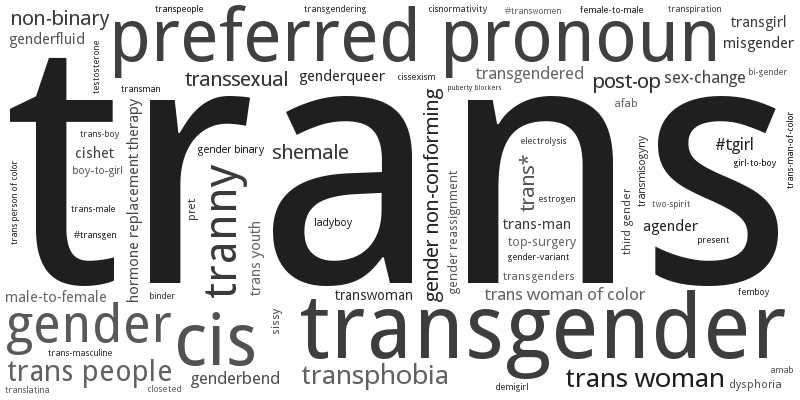 non-binary
transpeople
transgendering
cisnormativity
#transwomen
female-to-male
transpiration
transgirl
genderfluid
preferred pronoun
misgender
testosterone
transsexual
genderqueer
cissexism
transgendered
post-op
sex-change
bi-gender
transman
puberty blockers
afab
trans
trans-boy
cishet
boy-to-girl
hormone replacement therapy
gender binary
shemale
gender non-conforming
electrolysis
#tgirl
girl-to-boy
trans-man-of-color
trans person of color
trans-male
#transgen
pret
tranny
trans youth
ladyboy
gender reassignment
trans*
estrogen
trans-man
top-surgery
gender-variant
transgenders
third gender
transmisogyny
two-spirit
agender
present
male-to-female
binder
transwoman
trans woman of color
femboy
gender
cis
sissy
transgender
trans-masculine
trans people
genderbend
transphobia
demigirl
trans woman
amab
dysphoria
translatina
closeted